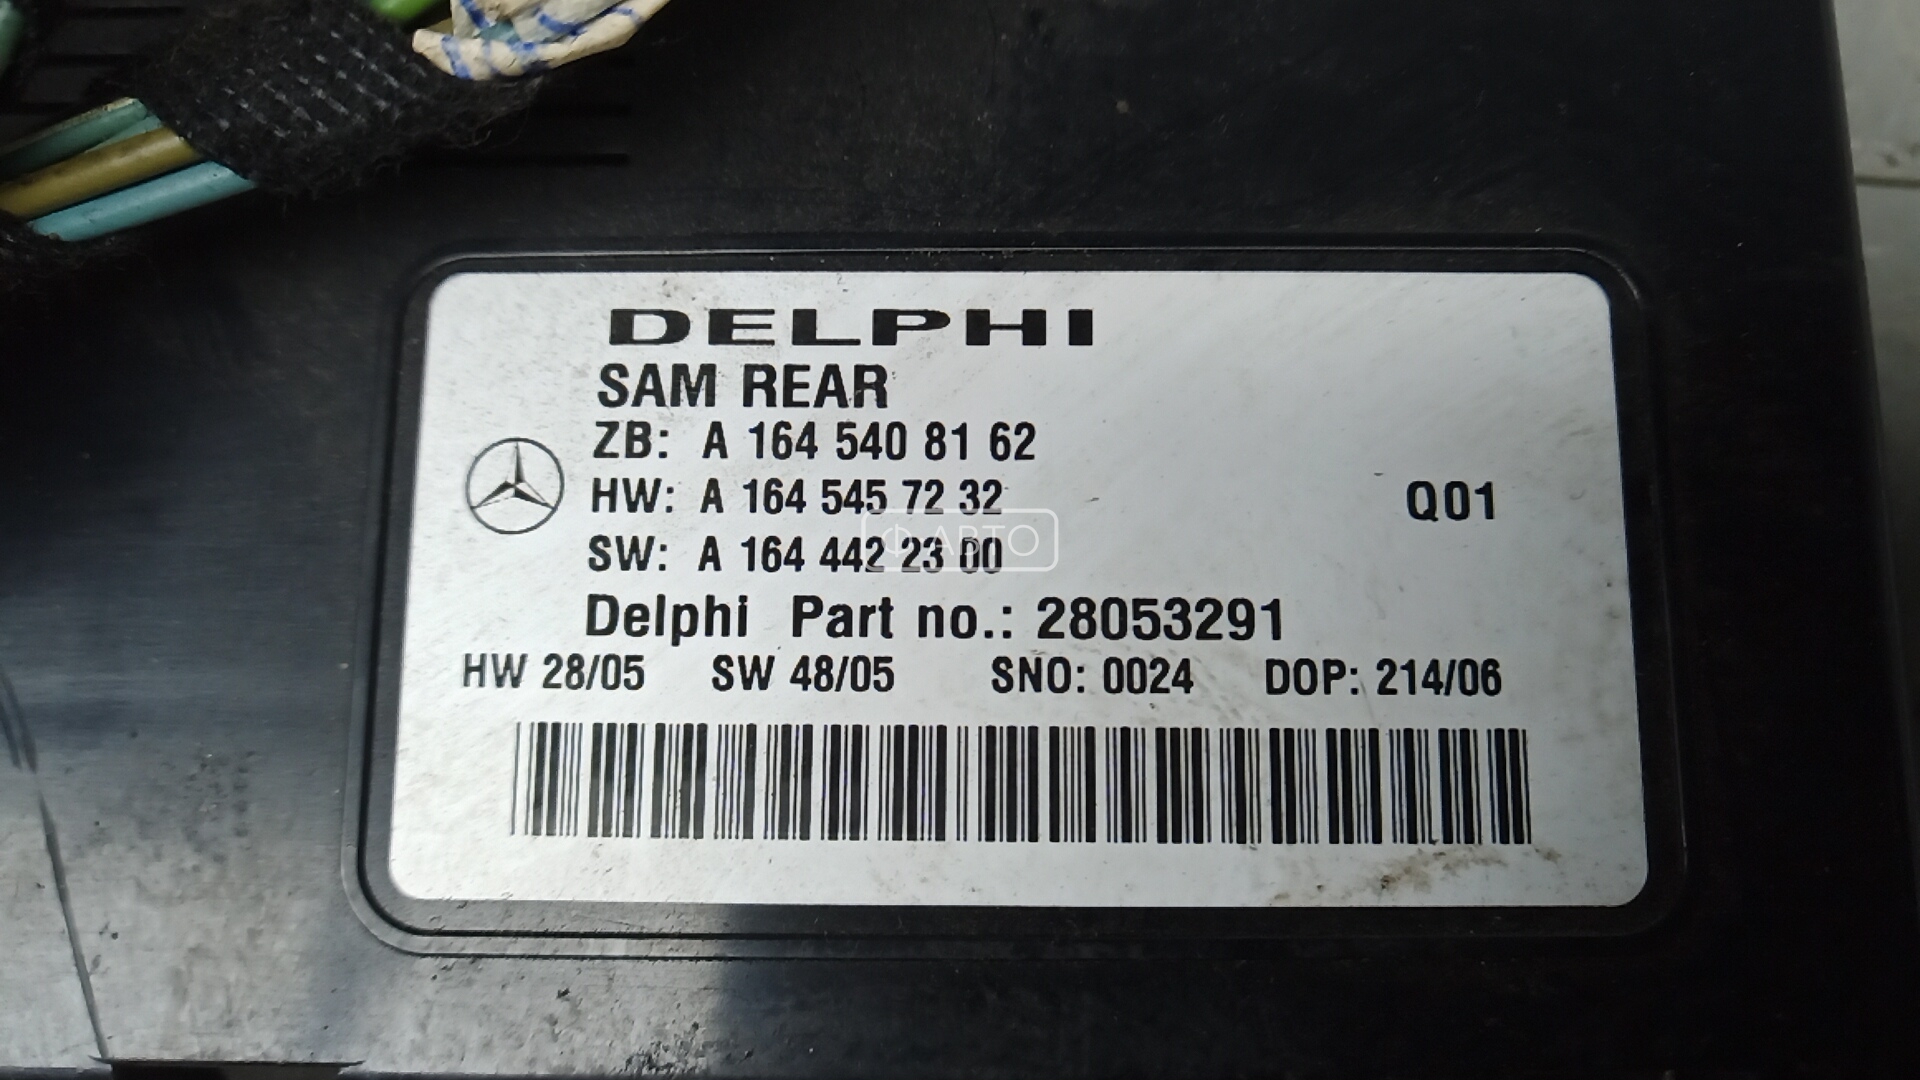 DELPHI
SAM REAR
ZB: A 164 540 81 62
HW: A 164 545 72 32
Q01
ФАВТО
SW: A 164 442 23 00
Delphi Part no.: 28053291
HW 28/05 SW 48/05 SNO: 0024 DOP: 214/06